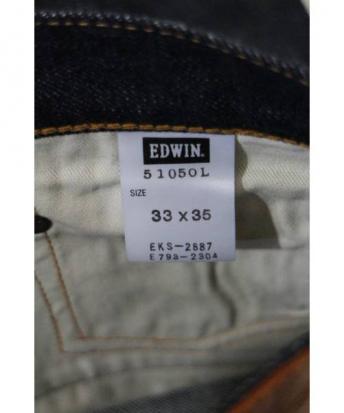 EDWIN.
51050L
SIZE
33 x 35
EKS-2887
E79a-2304